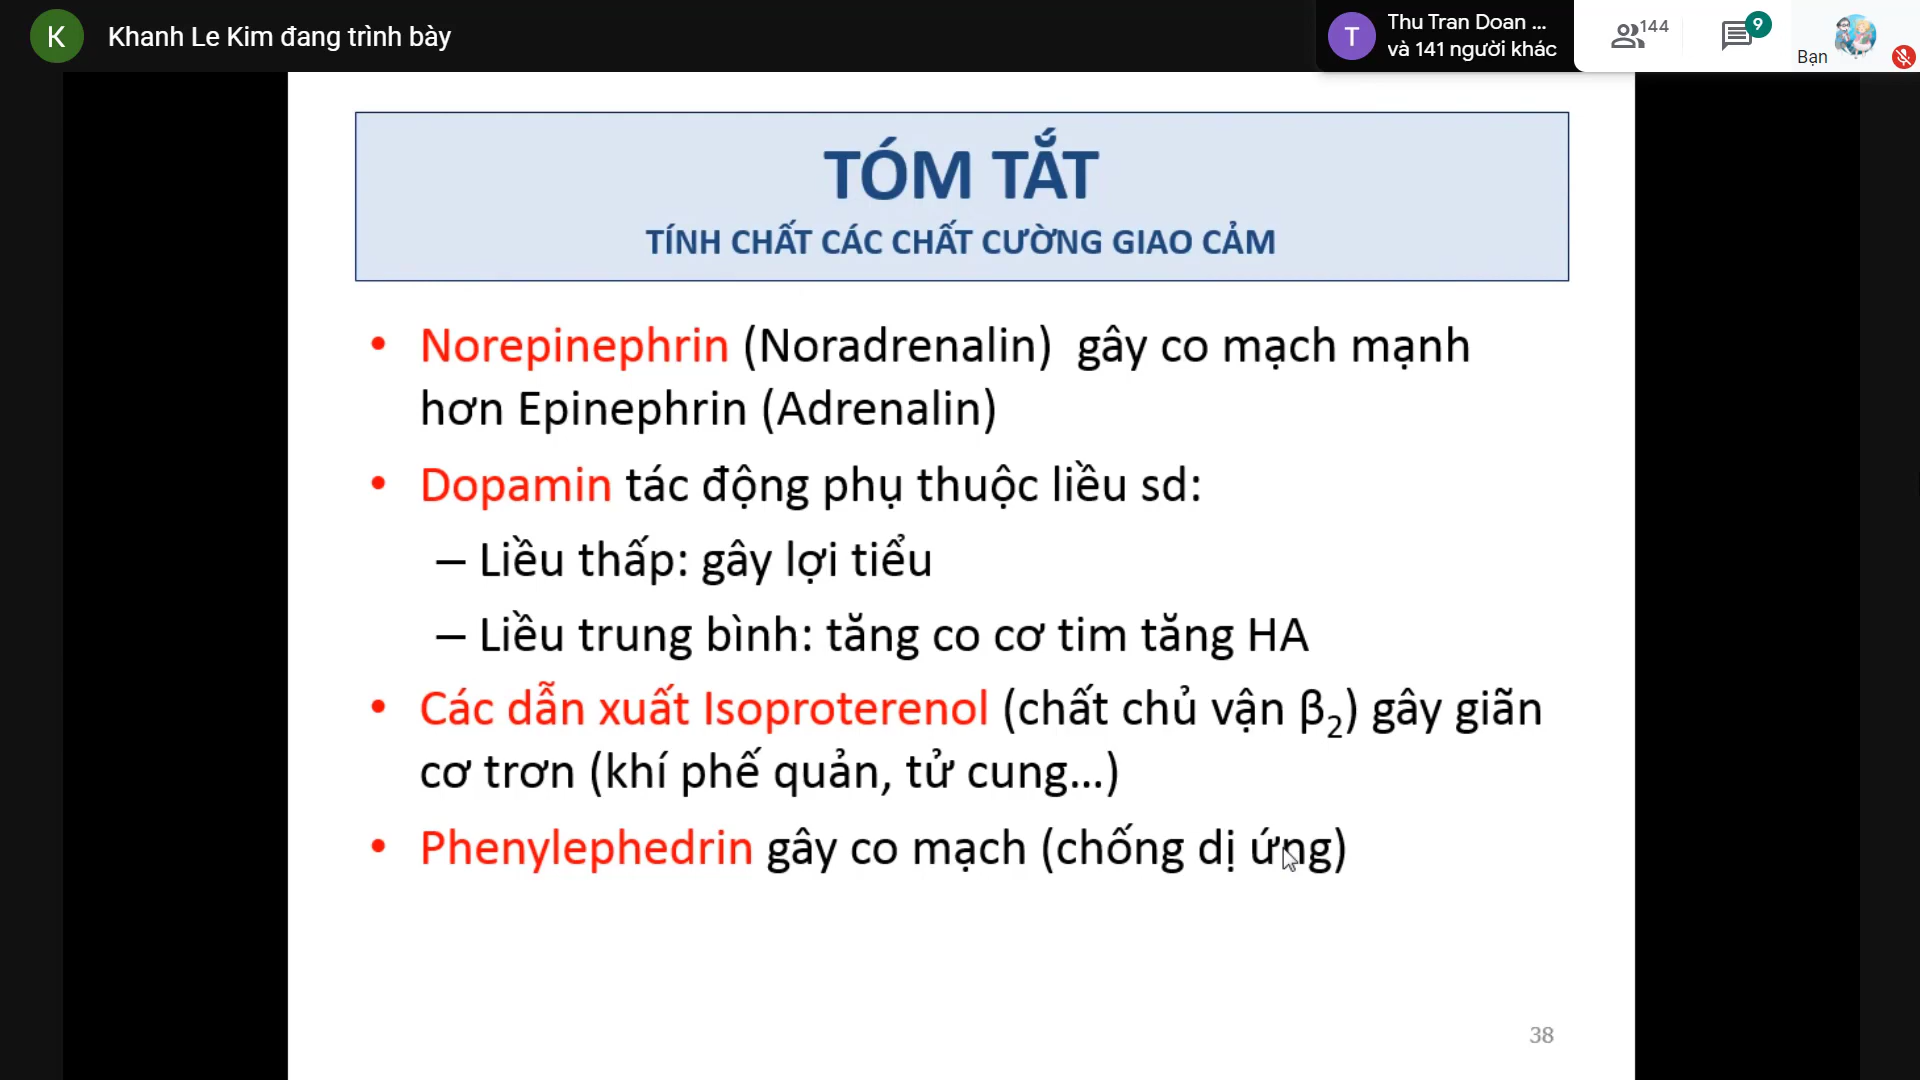 K
Khanh Le Kim đang trình bày
T
Thu Tran Doan ...
và 141 người khác
144
9
Bạn
TÓM TẮT
TÍNH CHẤT CÁC CHẤT CƯỜNG GIAO CẢM
• Norepinephrin (Noradrenalin) gây co mạch mạnh
hơn Epinephrin (Adrenalin)
• Dopamin tác động phụ thuộc liều sd:
– Liều thấp: gây lợi tiểu
– Liều trung bình: tăng co cơ tim tăng HA
• Các dẫn xuất Isoproterenol (chất chủ vận β₂) gây giãn
cơ trơn (khí phế quản, tử cung...)
• Phenylephedrin gây co mạch (chống dị ứng)
38